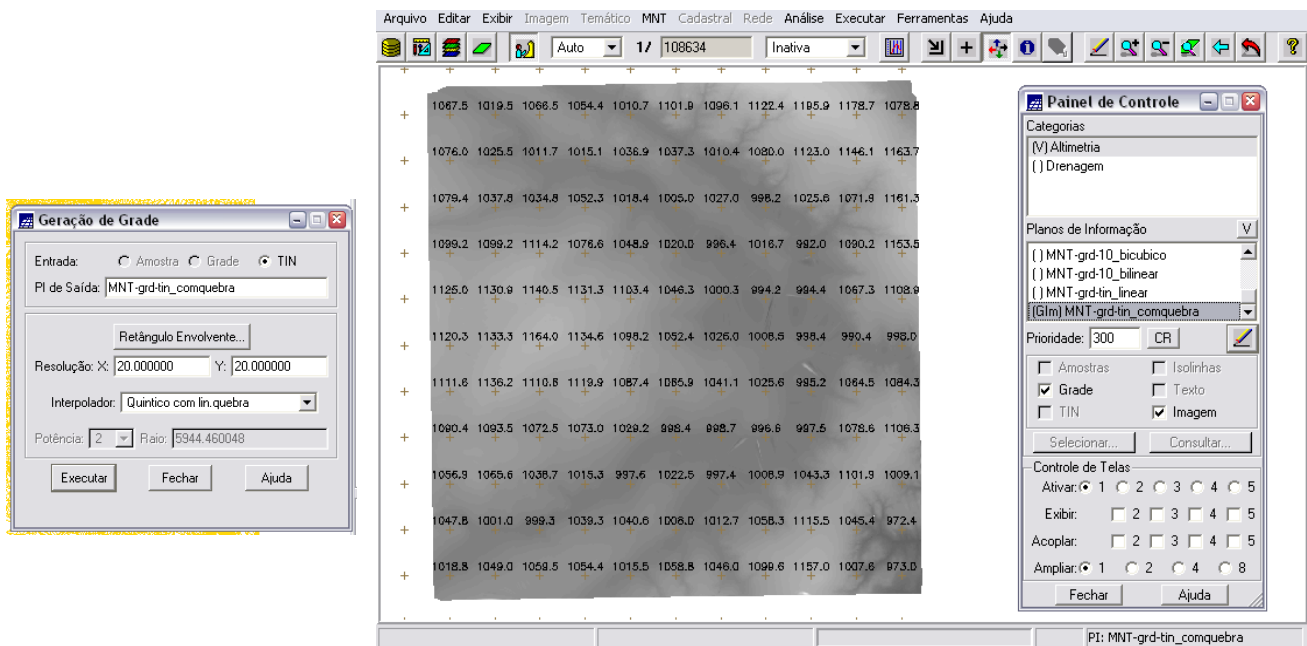 Arquivo Editar Exibir Imagem Temático MNT Cadastral Rede Análise Executar Ferramentas Ajuda
Auto 1/ 108634 Inativa
Geração de Grade
Entrada: Amostra Grade TIN
PI de Saída: MNT-grd-tin_comquebra
Retângulo Envolvente...
Resolução: X: 20.000000 Y: 20.000000
Interpolador: Quintico com lin.quebra
Potência: 2 Raio: 5944.460048
Executar Fechar Ajuda
1067.5 1019.5 1066.5 1054.4 1010.7 1101.9 1096.1 1122.4 1195.9 1178.7 1078.8
1076.0 1025.5 1011.7 1015.1 1036.9 1037.3 1010.4 1080.0 1123.0 1146.1 1163.7
1079.4 1037.8 1034.8 1052.3 1018.4 1005.0 1027.0 998.2 1025.6 1071.9 1161.3
1099.2 1099.2 1114.2 1076.6 1048.9 1020.0 996.4 1016.7 992.0 1090.2 1153.5
1125.0 1130.9 1140.5 1131.3 1103.4 1046.3 1000.3 994.2 994.4 1067.3 1108.9
1120.3 1133.3 1164.0 1134.6 1098.2 1052.4 1026.0 1008.5 998.4 990.4 998.0
1111.6 1136.2 1110.8 1119.9 1087.4 1085.9 1041.1 1025.6 995.2 1064.5 1084.3
1090.4 1093.5 1072.5 1073.0 1029.2 998.4 998.7 996.6 997.5 1078.6 1106.3
1056.9 1065.6 1038.7 1015.3 997.6 1022.5 997.4 1008.9 1043.3 1101.9 1009.1
1047.8 1001.0 999.3 1039.3 1040.6 1006.0 1012.7 1058.3 1115.5 1045.4 972.4
1018.8 1049.0 1059.5 1054.4 1015.5 1058.8 1046.0 1099.6 1157.0 1007.6 973.0
Painel de Controle
Categorias
(V) Altimetria
( ) Drenagem
Planos de Informação V
( ) MNT-grd-10_bicubico
( ) MNT-grd-10_bilinear
( ) MNT-grd-tin_linear
(GIm) MNT-grd-tin_comquebra
Prioridade: 300 CR
Amostras Isolinhas
Grade Texto
TIN Imagem
Selecionar... Consultar...
Controle de Telas
Ativar: 1 2 3 4 5
Exibir: 2 3 4 5
Acoplar: 2 3 4 5
Ampliar: 1 2 4 8
Fechar Ajuda
PI: MNT-grd-tin_comquebra